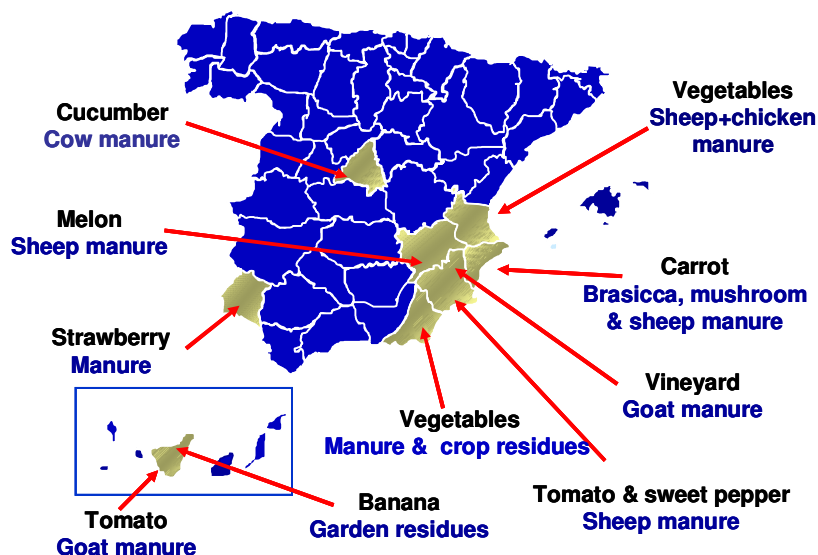 Cucumber
Cow manure
Vegetables
Sheep+chicken
manure
Melon
Sheep manure
Carrot
Brasicca, mushroom
& sheep manure
Strawberry
Manure
Vineyard
Goat manure
Vegetables
Manure & crop residues
Tomato & sweet pepper
Sheep manure
Banana
Garden residues
Tomato
Goat manure